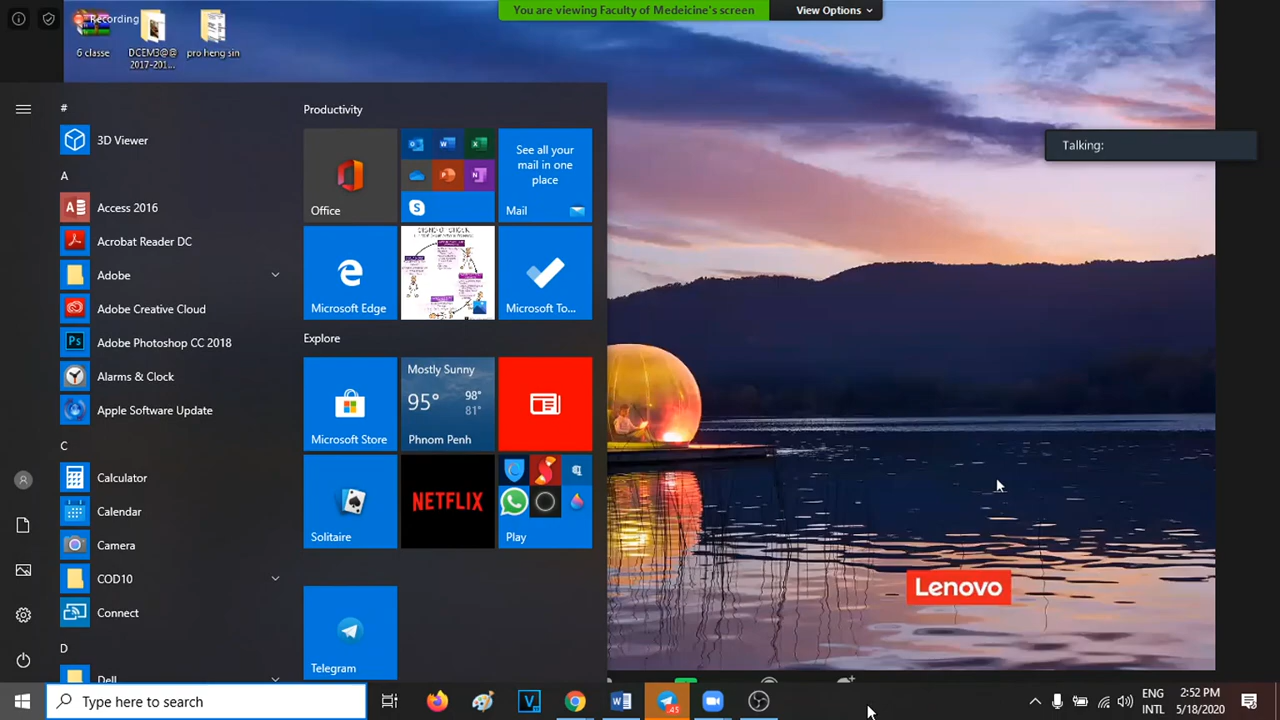 Recording
You are viewing Faculty of Medeicine's screen
View Options
6 classe
DCEM3@@
2017-201...
pro heng sin
Talking:
#
3D Viewer
A
Access 2016
Acrobat Reader DC
Adobe
Adobe Creative Cloud
Adobe Photoshop CC 2018
Alarms & Clock
Apple Software Update
C
Calculator
Calendar
Camera
COD10
Connect
D
Dell
Productivity
Office
See all your
mail in one
place
Mail
Microsoft Edge
Microsoft To...
Explore
Microsoft Store
Mostly Sunny
95°
98°
81°
Phnom Penh
Solitaire
NETFLIX
Play
Telegram
Lenovo
Type here to search
45
ENG
INTL
2:52 PM
5/18/2020